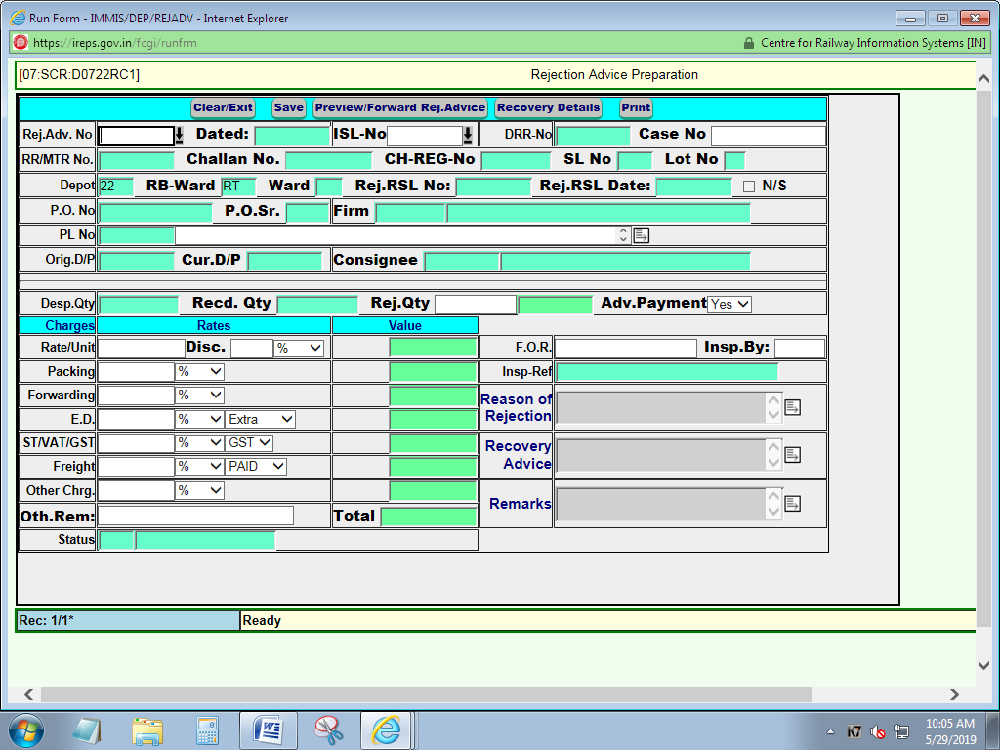 Run Form - IMMIS/DEP/REJADV - Internet Explorer
https://ireps.gov.in/fcgi/runfrm Centre for Railway Information Systems [IN]
[07:SCR:D0722RC1] Rejection Advice Preparation
Clear/Exit Save Preview/Forward Rej.Advice Recovery Details Print
Rej.Adv. No Dated: ISL-No DRR-No Case No
RR/MTR No. Challan No. CH-REG-No SL No Lot No
Depot 22 RB-Ward RT Ward Rej.RSL No: Rej.RSL Date: N/S
P.O. No P.O.Sr. Firm
PL No
Orig.D/P Cur.D/P Consignee
Desp.Qty Recd. Qty Rej.Qty Adv.Payment Yes
Charges Rates Value
Rate/Unit Disc. % F.O.R. Insp.By:
Packing % Insp-Ref
Forwarding % Reason of
Rejection
E.D. % Extra
ST/VAT/GST % GST Recovery
Advice
Freight % PAID
Other Chrg. % Remarks
Oth.Rem: Total
Status
Rec: 1/1* Ready
10:05 AM
5/29/2019